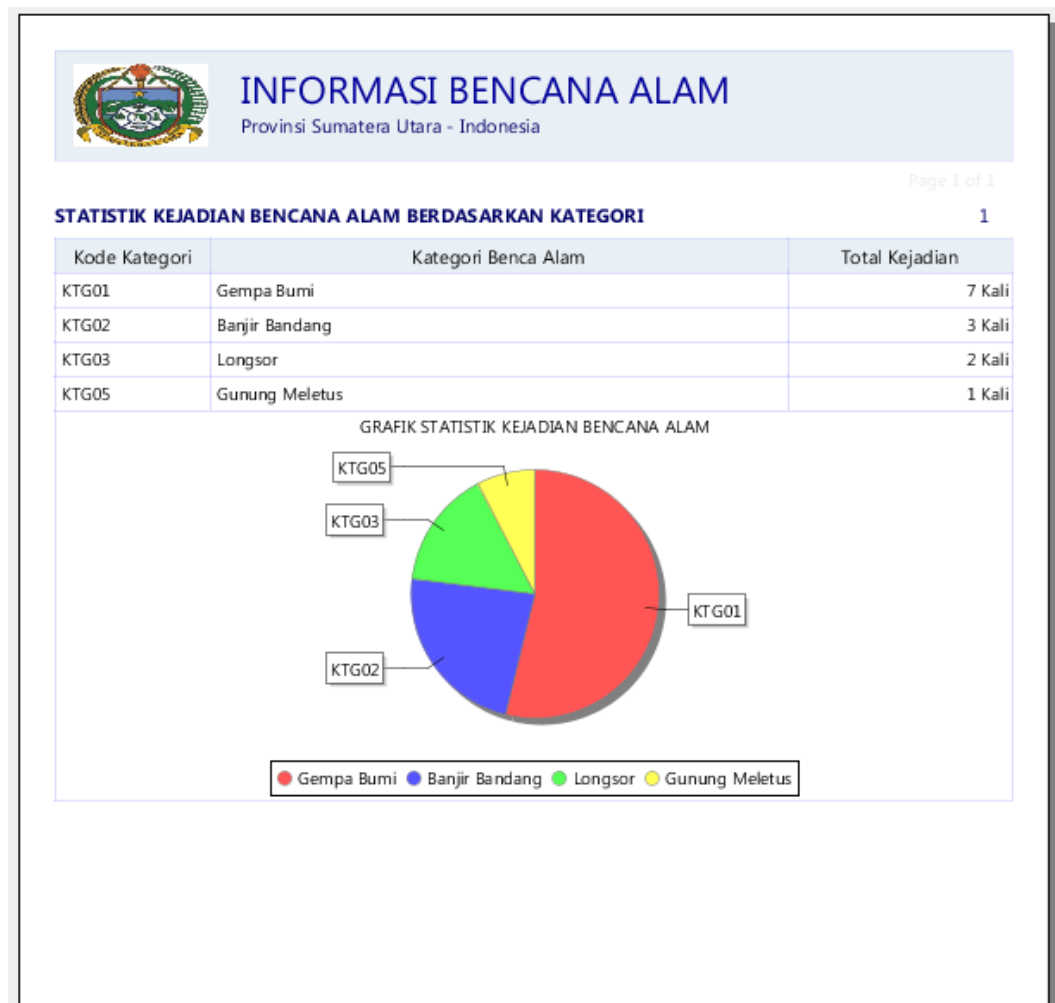 INFORMASI BENCANA ALAM
Provinsi Sumatera Utara - Indonesia
Page 1 of 1
STATISTIK KEJADIAN BENCANA ALAM BERDASARKAN KATEGORI 1
Kode Kategori Kategori Benca Alam Total Kejadian
KTG01 Gempa Bumi 7 Kali
KTG02 Banjir Bandang 3 Kali
KTG03 Longsor 2 Kali
KTG05 Gunung Meletus 1 Kali
GRAFIK STATISTIK KEJADIAN BENCANA ALAM
KTG05
KTG03
KTG01
KTG02
Gempa Bumi Banjir Bandang Longsor Gunung Meletus